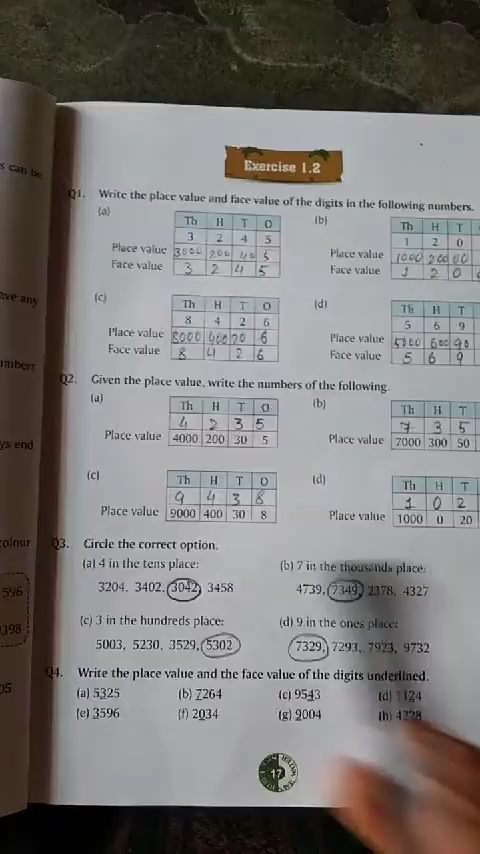 s can be
Exercise 1.2
Q1. Write the place value and face value of the digits in the following numbers.
(a) Th H T O
3 2 4 5
Place value 3000 200 40 5
Face value 3 2 4 5
(b) Th H T
1 2 0
Place value 1000 200 00
Face value 1 2 0
ave any
(c) Th H T O
8 4 2 6
Place value 8000 400 20 6
Face value 8 4 2 6
(d) Th H T
5 6 9
Place value 5000 600 90
Face value 5 6 9
Q2. Given the place value, write the numbers of the following.
(a) Th H T O
4 2 3 5
Place value 4000 200 30 5
(b) Th H T
7 3 5
Place value 7000 300 50
ys end
(c) Th H T O
9 4 3 8
Place value 9000 400 30 8
(d) Th H T
1 0 2
Place value 1000 0 20
colour
Q3. Circle the correct option.
(a) 4 in the tens place:
3204, 3402, 3042, 3458
(b) 7 in the thousands place:
4739, 7349, 2378, 4327
596
398
(c) 3 in the hundreds place:
5003, 5230, 3529, 5302
(d) 9 in the ones place:
7329, 7293, 7923, 9732
Q4. Write the place value and the face value of the digits underlined.
(a) 5325 (b) 7264 (c) 9543 (d) 1124
(e) 3596 (f) 2034 (g) 9004 (h) 4228
17